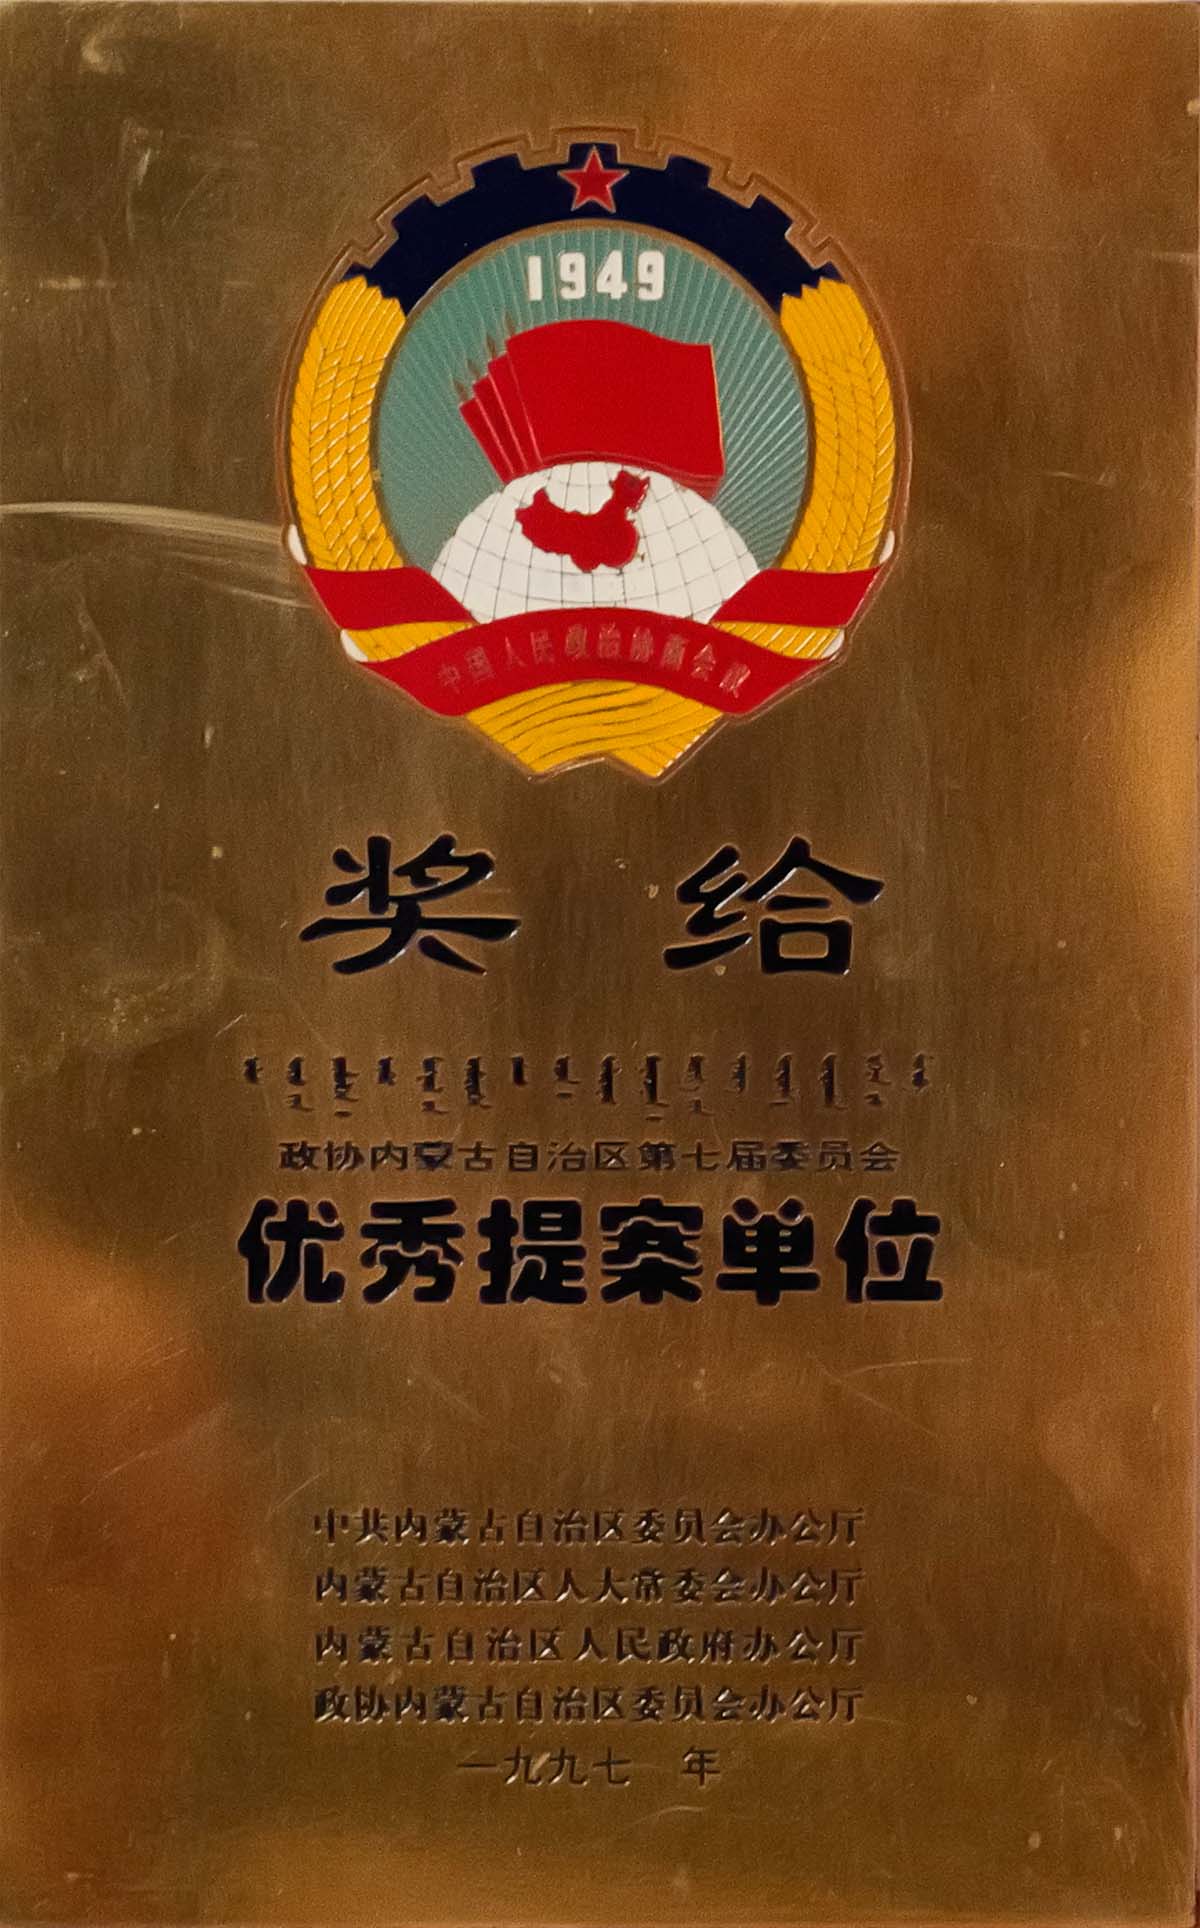 1949
中国人民政治协商会议
奖给
政协内蒙古自治区第七届委员会
优秀提案单位
中共内蒙古自治区委员会办公厅
内蒙古自治区人大常委会办公厅
内蒙古自治区人民政府办公厅
政协内蒙古自治区委员会办公厅
一九九七 年